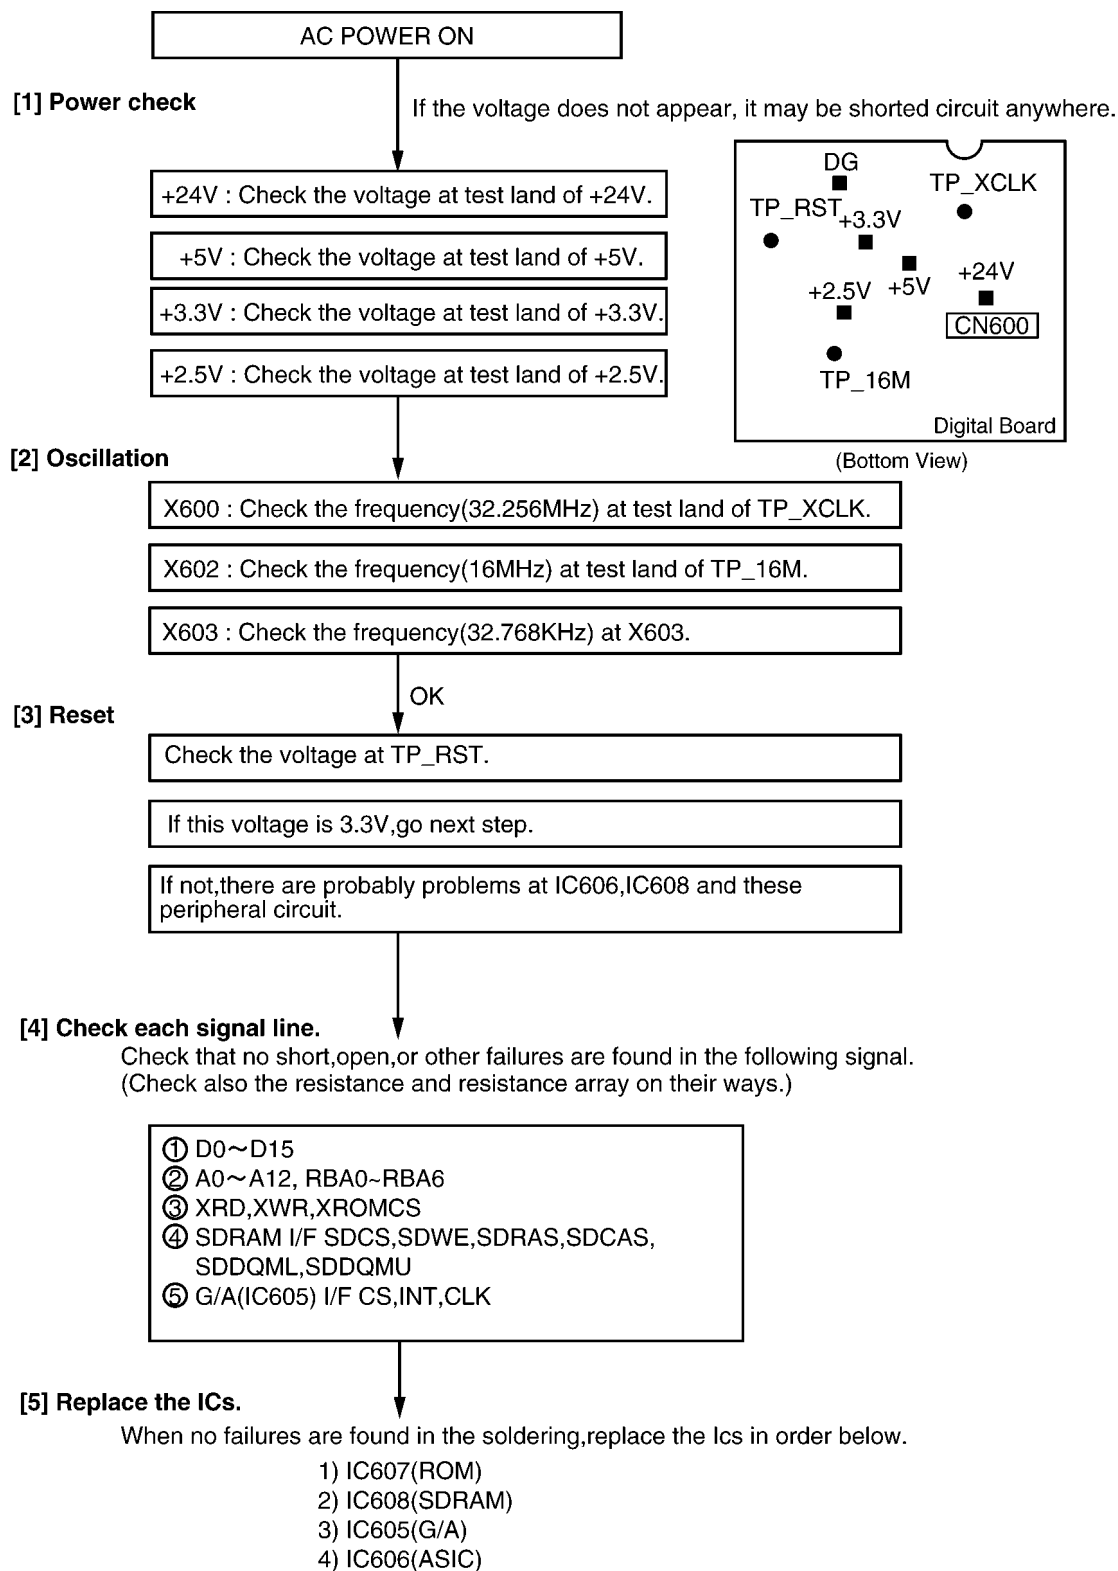 AC POWER ON
[1] Power check
If the voltage does not appear, it may be shorted circuit anywhere.
+24V : Check the voltage at test land of +24V.
+5V : Check the voltage at test land of +5V.
+3.3V : Check the voltage at test land of +3.3V.
+2.5V : Check the voltage at test land of +2.5V.
DG
TP_XCLK
TP_RST
+3.3V
+24V
+2.5V
+5V
CN600
TP_16M
Digital Board
(Bottom View)
[2] Oscillation
X600 : Check the frequency(32.256MHz) at test land of TP_XCLK.
X602 : Check the frequency(16MHz) at test land of TP_16M.
X603 : Check the frequency(32.768KHz) at X603.
OK
[3] Reset
Check the voltage at TP_RST.
If this voltage is 3.3V,go next step.
If not,there are probably problems at IC606,IC608 and these
peripheral circuit.
[4] Check each signal line.
Check that no short,open,or other failures are found in the following signal.
(Check also the resistance and resistance array on their ways.)
① D0～D15
② A0～A12, RBA0~RBA6
③ XRD,XWR,XROMCS
④ SDRAM I/F SDCS,SDWE,SDRAS,SDCAS,
SDDQML,SDDQMU
⑤ G/A(IC605) I/F CS,INT,CLK
[5] Replace the ICs.
When no failures are found in the soldering,replace the Ics in order below.
1) IC607(ROM)
2) IC608(SDRAM)
3) IC605(G/A)
4) IC606(ASIC)